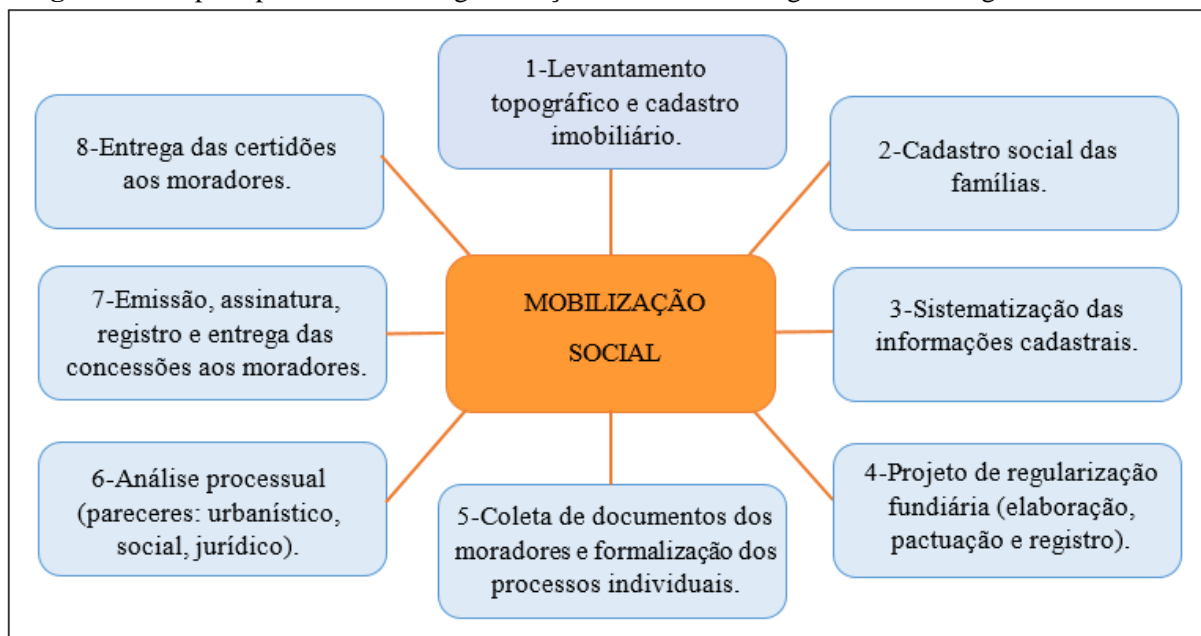 1-Levantamento
topográfico e cadastro
imobiliário.
2-Cadastro social das
famílias.
3-Sistematização das
informações cadastrais.
4-Projeto de regularização
fundiária (elaboração,
pactuação e registro).
5-Coleta de documentos dos
moradores e formalização dos
processos individuais.
6-Análise processual
(pareceres: urbanístico,
social, jurídico).
7-Emissão, assinatura,
registro e entrega das
concessões aos moradores.
8-Entrega das certidões
aos moradores.
MOBILIZAÇÃO
SOCIAL